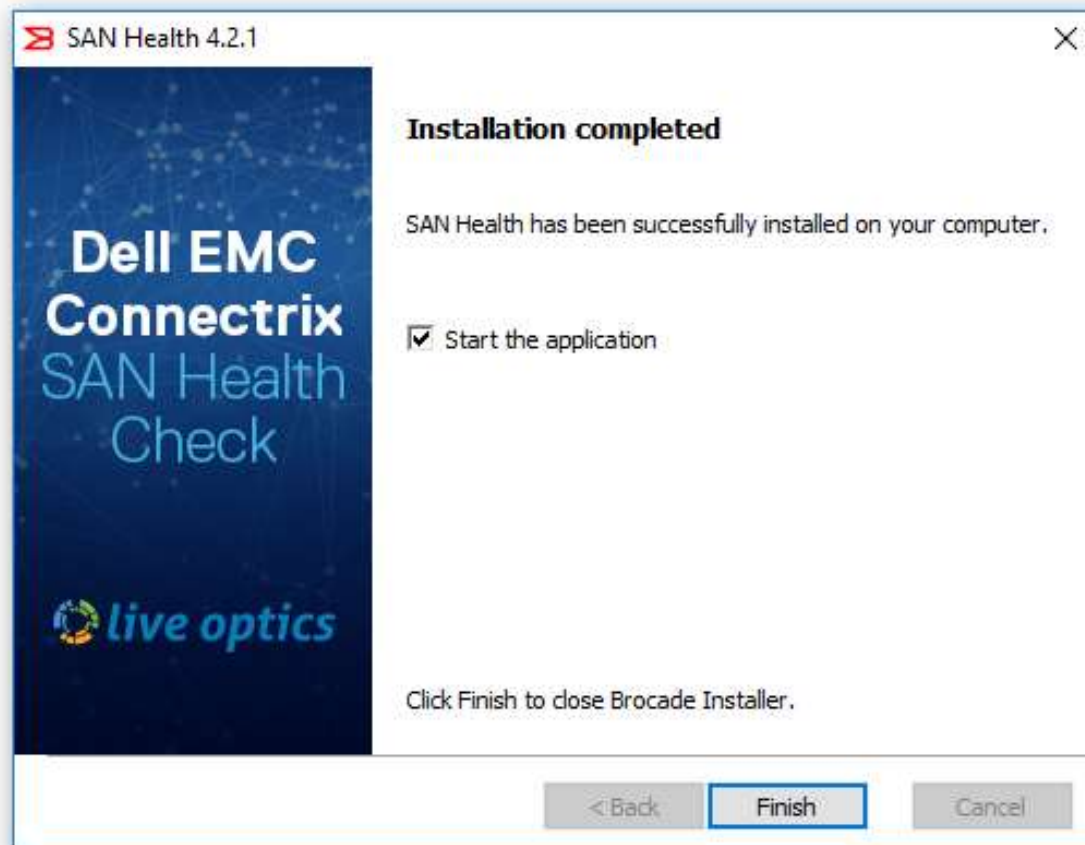 SAN Health 4.2.1
Dell EMC
Connectrix
SAN Health
Check
live optics
Installation completed
SAN Health has been successfully installed on your computer.
Start the application
Click Finish to close Brocade Installer.
< Back
Finish
Cancel